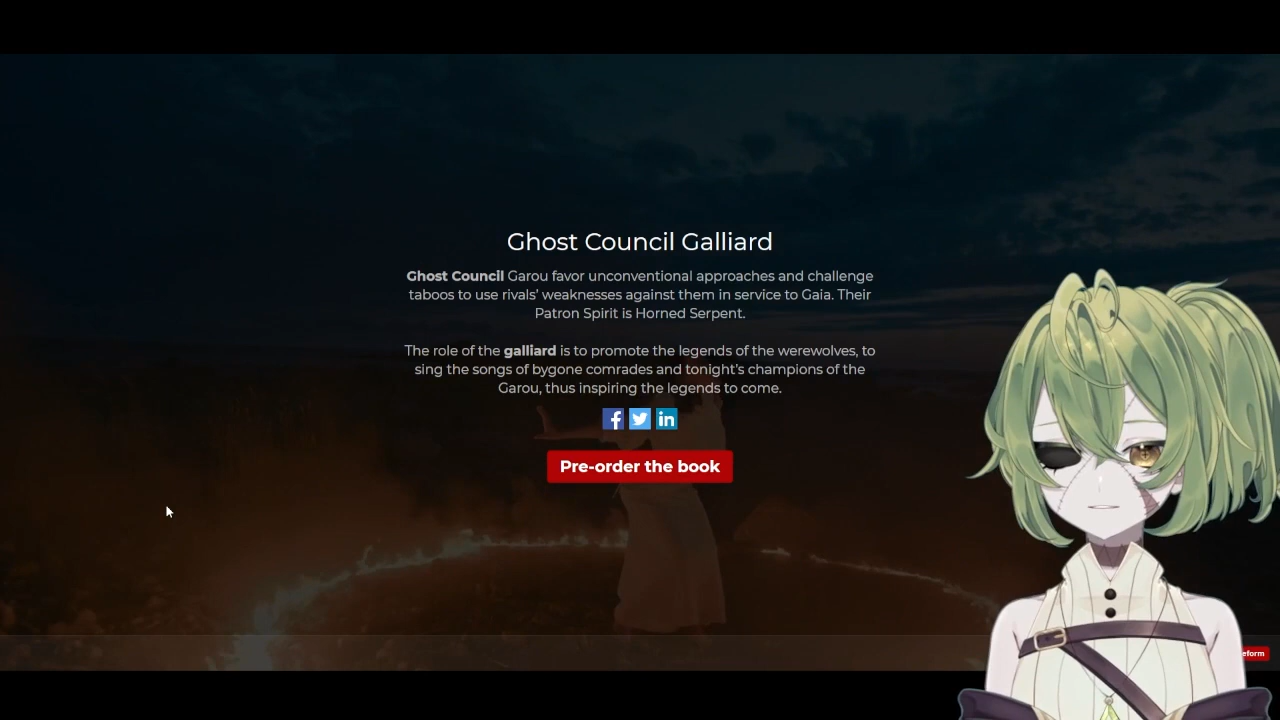 Ghost Council Galliard
Ghost Council Garou favor unconventional approaches and challenge
taboos to use rivals’ weaknesses against them in service to Gaia. Their
Patron Spirit is Horned Serpent.
The role of the galliard is to promote the legends of the werewolves, to
sing the songs of bygone comrades and tonight’s champions of the
Garou, thus inspiring the legends to come.
Pre-order the book